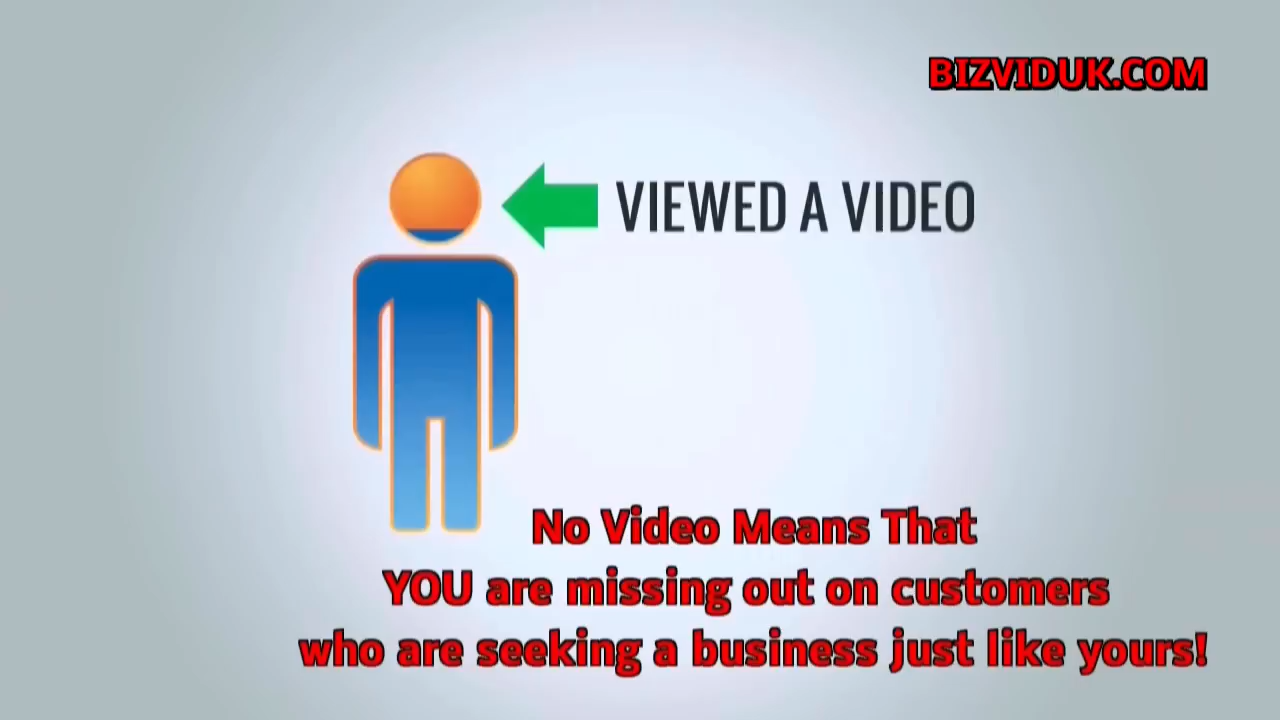 BIZVIDUK.COM
VIEWED A VIDEO
No Video Means That
YOU are missing out on customers
who are seeking a business just like yours!